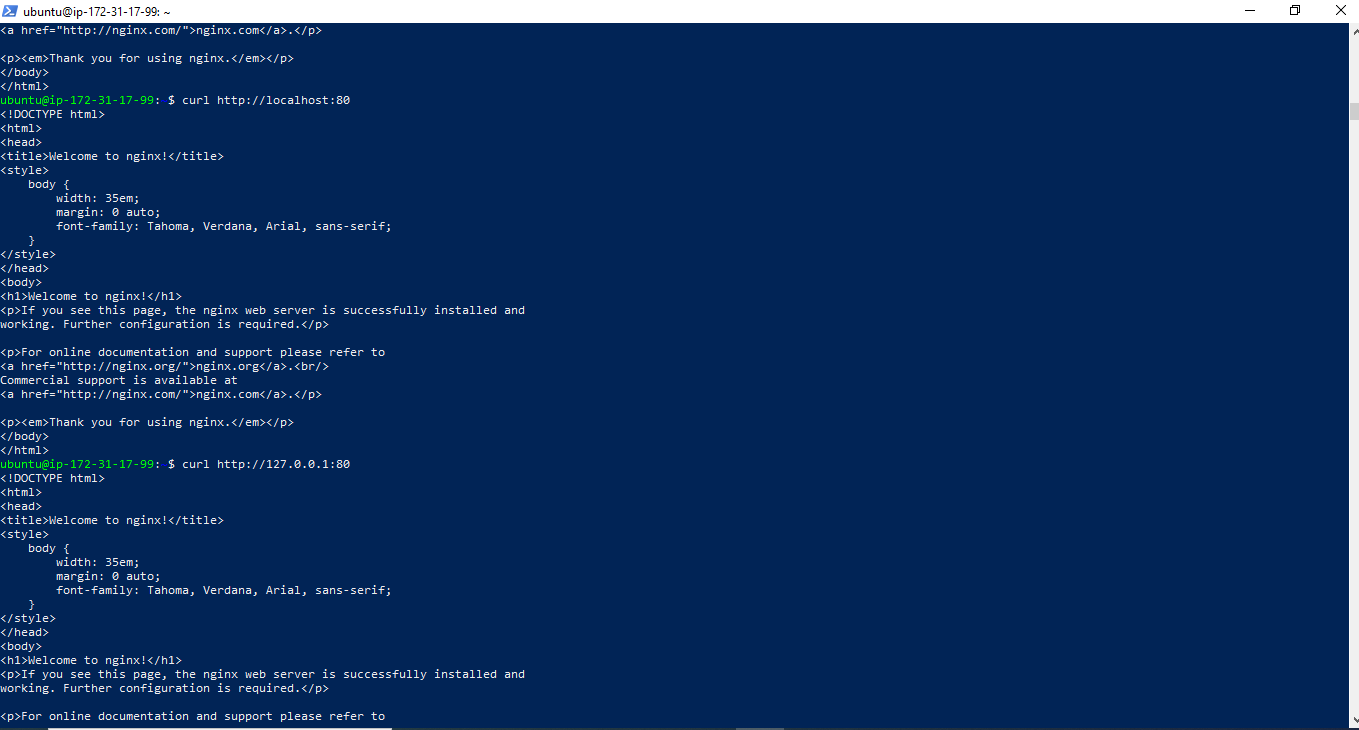 ubuntu@ip-172-31-17-99: ~
<a href="http://nginx.com/">nginx.com</a>.</p>
<p><em>Thank you for using nginx.</em></p>
</body>
</html>
ubuntu@ip-172-31-17-99: $ curl http://localhost:80
<!DOCTYPE html>
<html>
<head>
<title>Welcome to nginx!</title>
<style>
    body {
        width: 35em;
        margin: 0 auto;
        font-family: Tahoma, Verdana, Arial, sans-serif;
    }
</style>
</head>
<body>
<h1>Welcome to nginx!</h1>
<p>If you see this page, the nginx web server is successfully installed and
working. Further configuration is required.</p>
<p>For online documentation and support please refer to
<a href="http://nginx.org/">nginx.org</a>.<br/>
Commercial support is available at
<a href="http://nginx.com/">nginx.com</a>.</p>
<p><em>Thank you for using nginx.</em></p>
</body>
</html>
ubuntu@ip-172-31-17-99: $ curl http://127.0.0.1:80
<!DOCTYPE html>
<html>
<head>
<title>Welcome to nginx!</title>
<style>
    body {
        width: 35em;
        margin: 0 auto;
        font-family: Tahoma, Verdana, Arial, sans-serif;
    }
</style>
</head>
<body>
<h1>Welcome to nginx!</h1>
<p>If you see this page, the nginx web server is successfully installed and
working. Further configuration is required.</p>
<p>For online documentation and support please refer to